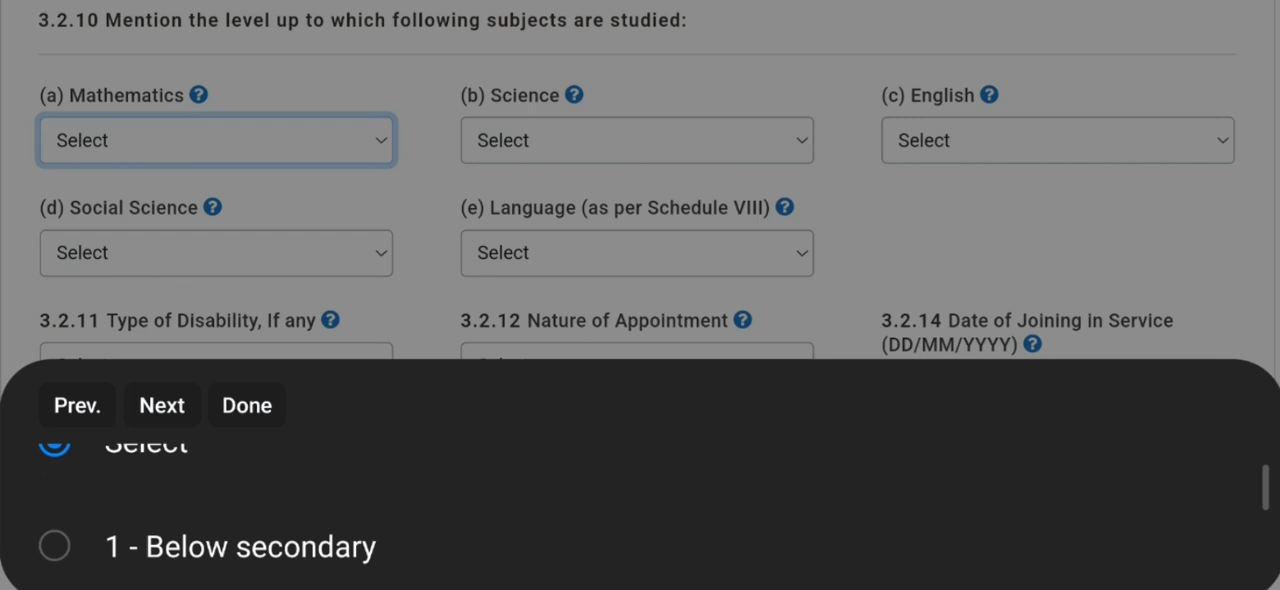 3.2.10 Mention the level up to which following subjects are studied:
(a) Mathematics ?
(b) Science ?
(c) English ?
Select
Select
Select
(d) Social Science ?
(e) Language (as per Schedule VIII) ?
Select
Select
3.2.11 Type of Disability, If any ?
3.2.12 Nature of Appointment ?
3.2.14 Date of Joining in Service
(DD/MM/YYYY) ?
Prev.
Next
Done
Select
1 - Below secondary